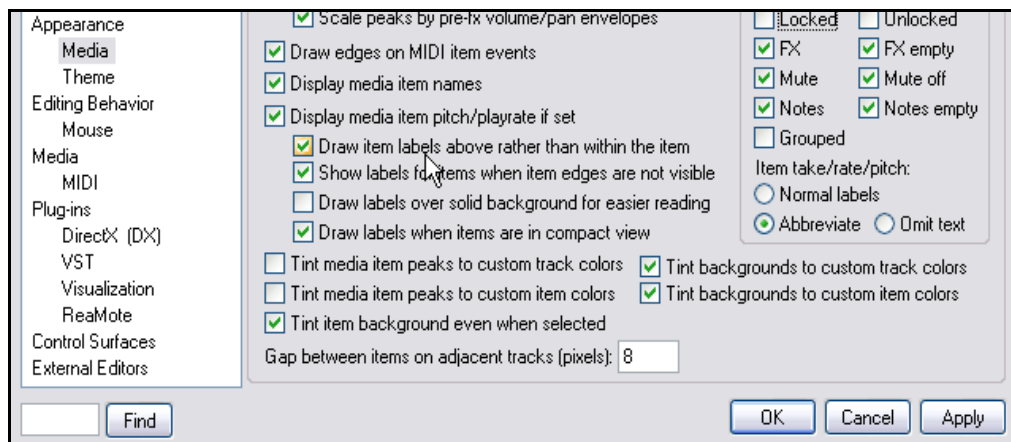 Appearance
Media
Theme
Editing Behavior
Mouse
Media
MIDI
Plug-ins
DirectX (DX)
VST
Visualization
ReaMote
Control Surfaces
External Editors
Find
Scale peaks by pre-fx volume/pan envelopes
Draw edges on MIDI item events
Display media item names
Display media item pitch/playrate if set
Draw item labels above rather than within the item
Show labels for items when item edges are not visible
Draw labels over solid background for easier reading
Draw labels when items are in compact view
Tint media item peaks to custom track colors Tint backgrounds to custom track colors
Tint media item peaks to custom item colors Tint backgrounds to custom item colors
Tint item background even when selected
Gap between items on adjacent tracks (pixels): 8
Locked Unlocked
FX FX empty
Mute Mute off
Notes Notes empty
Grouped
Item take/rate/pitch:
Normal labels
Abbreviate Omit text
OK Cancel Apply